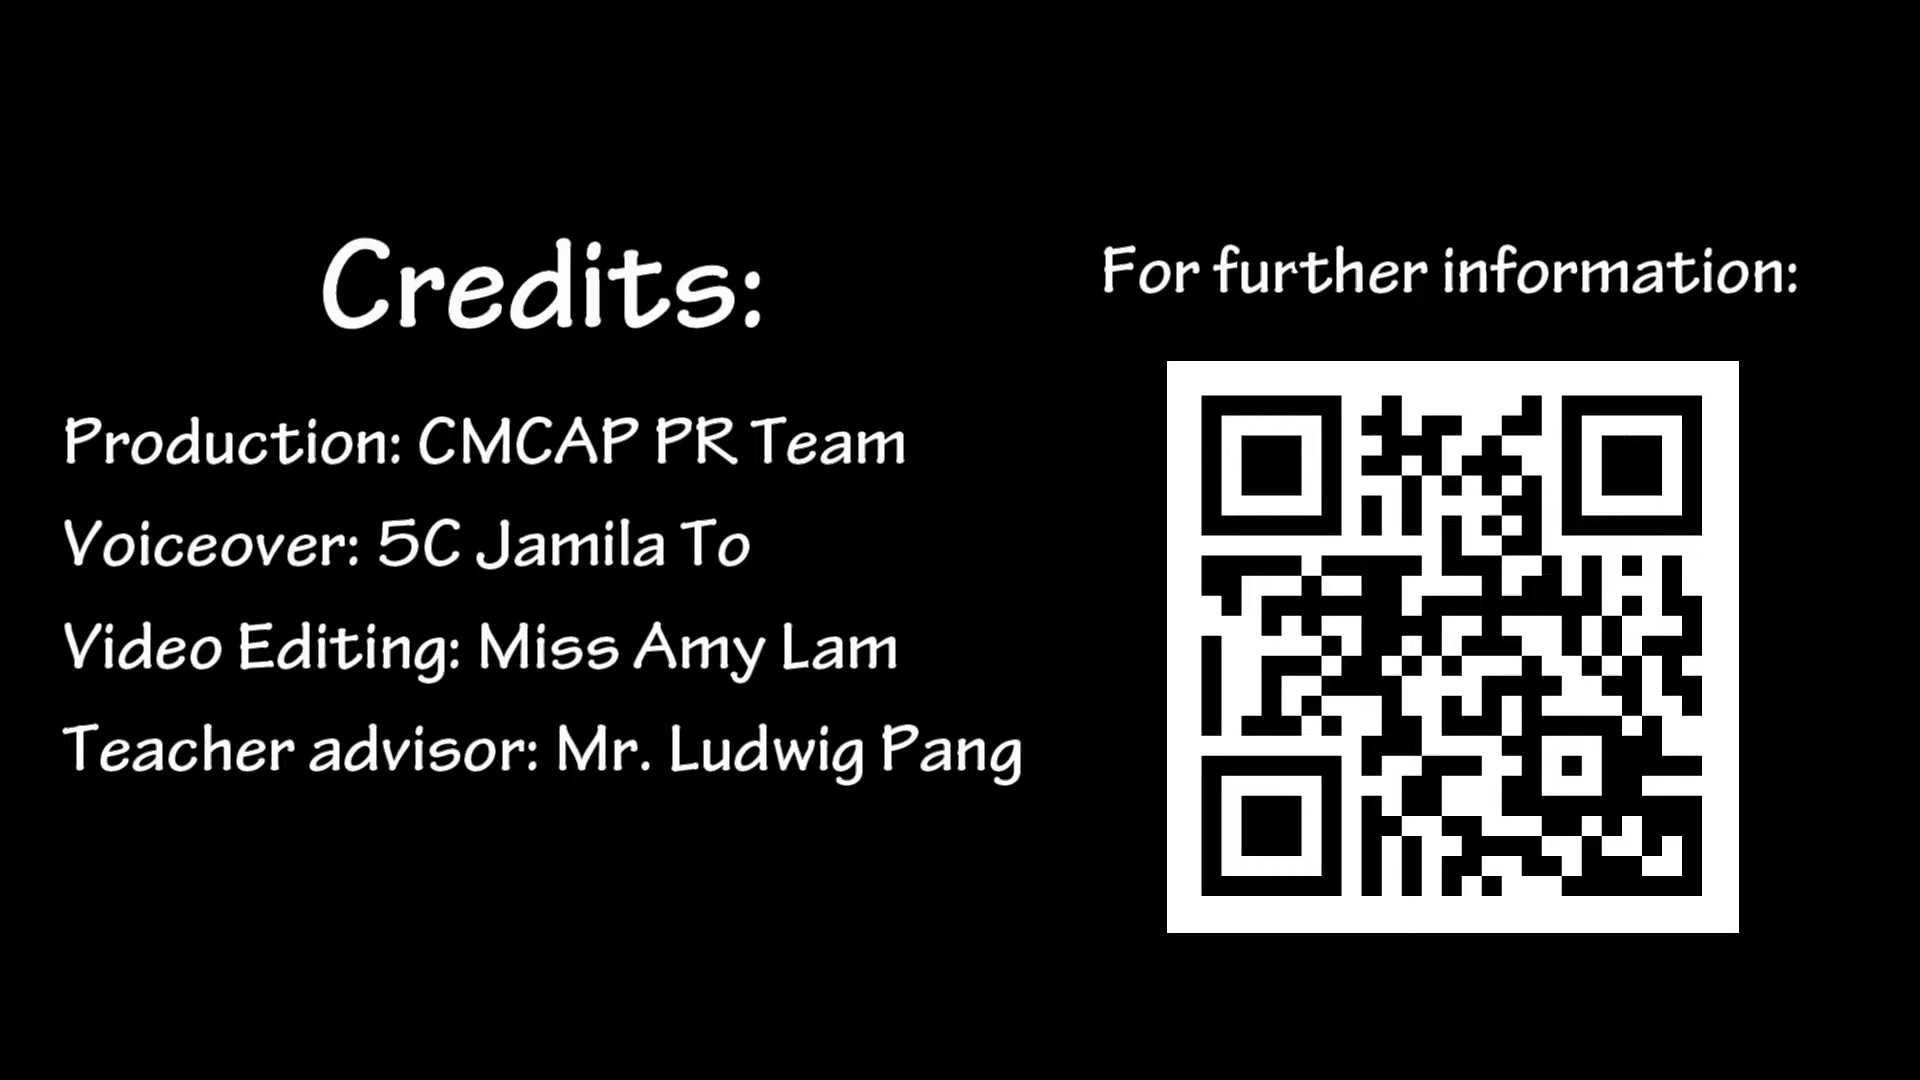 Credits:
Production: CMCAP PR Team
Voiceover: 5C Jamila To
Video Editing: Miss Amy Lam
Teacher advisor: Mr. Ludwig Pang
For further information: